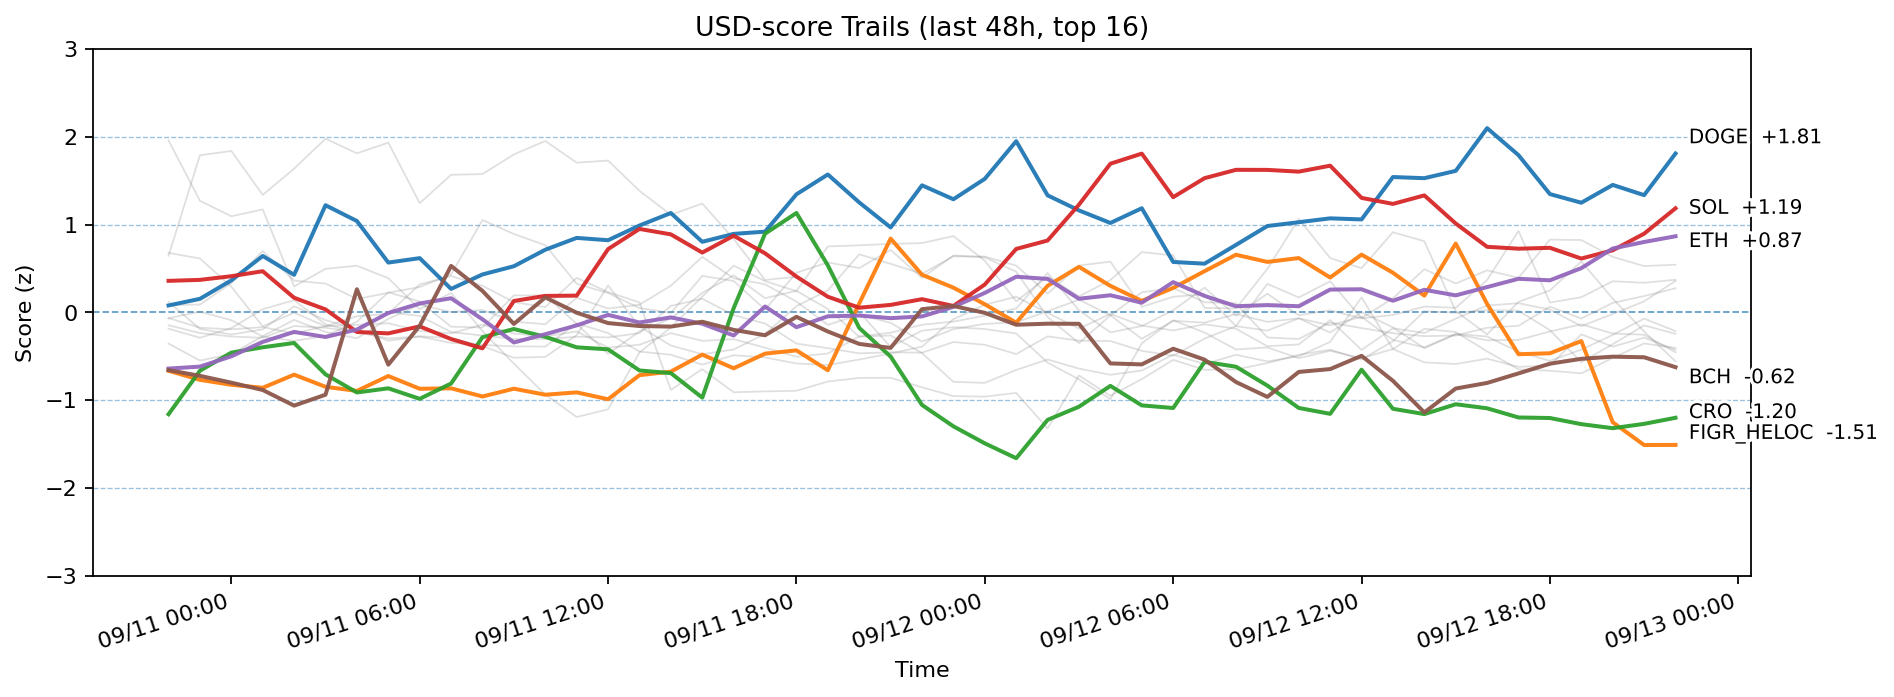 USD-score Trails (last 48h, top 16)
Score (z)
3
2
1
0
−1
−2
−3
DOGE +1.81
SOL +1.19
ETH +0.87
BCH -0.62
CRO -1.20
FIGR_HELOC -1.51
09/11 00:00
09/11 06:00
09/11 12:00
09/11 18:00
09/12 00:00
09/12 06:00
09/12 12:00
09/12 18:00
09/13 00:00
Time